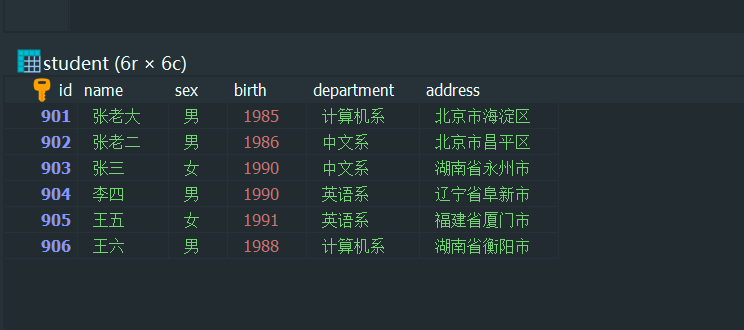 student (6r × 6c)
id name sex birth department address
901 张老大 男 1985 计算机系 北京市海淀区
902 张老二 男 1986 中文系 北京市昌平区
903 张三 女 1990 中文系 湖南省永州市
904 李四 男 1990 英语系 辽宁省阜新市
905 王五 女 1991 英语系 福建省厦门市
906 王六 男 1988 计算机系 湖南省衡阳市